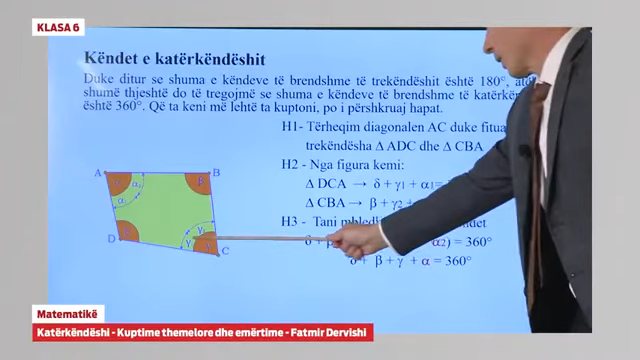 KLASA 6
Këndet e katërkëndëshit
Duke ditur se shuma e këndeve të brendshme të trekëndëshit është 180°,
shumë thjeshtë do të tregojmë se shuma e këndeve të brendshme të
është 360°. Që ta keni më lehtë ta kuptoni, po i përshkruaj hapat.
H1- Tërheqim diagonalen AC duke
trekëndësha Δ ADC dhe Δ CBA
H2 - Nga figura kemi:
Δ DCA → δ + γ₁ + α₁=
Δ CBA → β + γ₂ +
H3 - Tani
α₂) = 360°
β + γ + α = 360°
A
B
D
C
Matematikë
Katërkëndëshi - Kuptime themelore dhe emërtime - Fatmir Dervishi